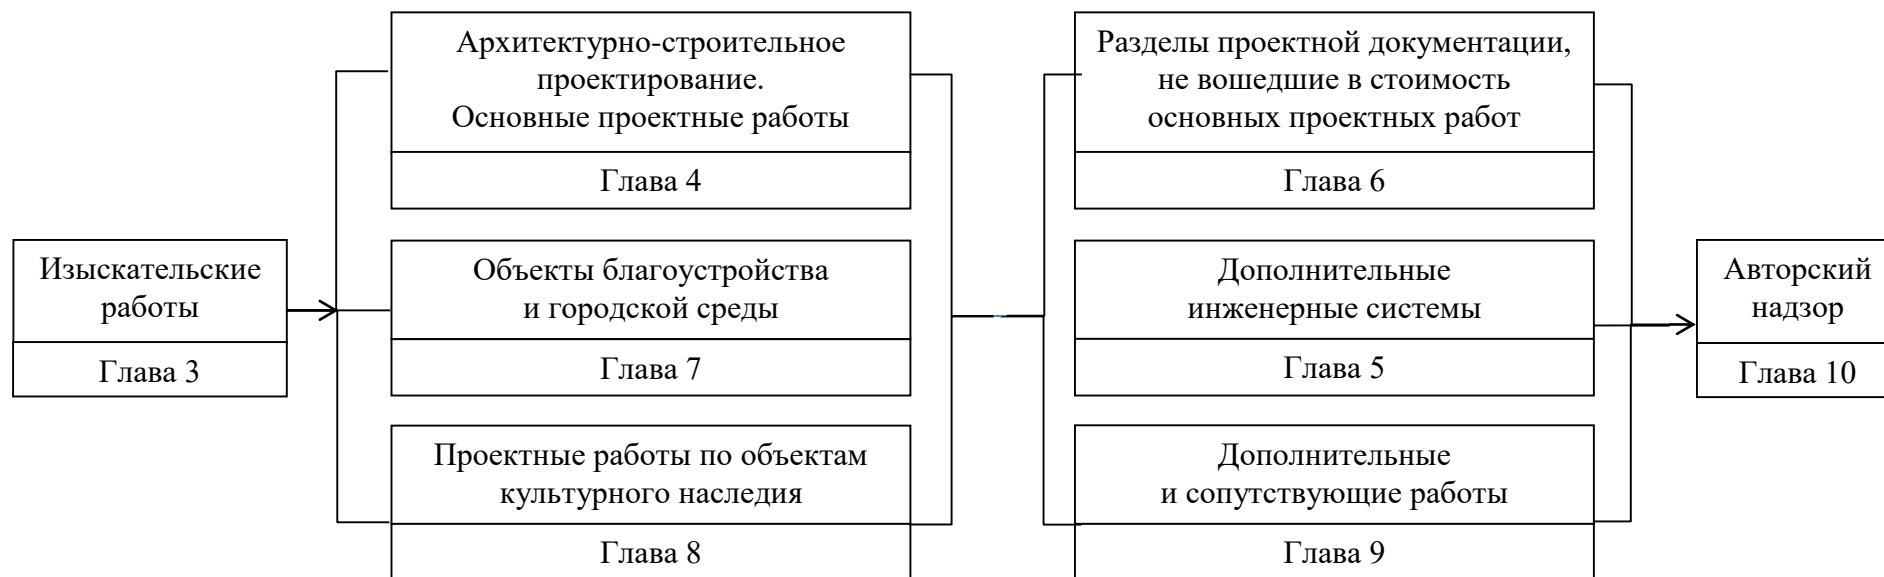 Изыскательские
работы
Глава 3
Архитектурно-строительное
проектирование.
Основные проектные работы
Глава 4
Объекты благоустройства
и городской среды
Глава 7
Проектные работы по объектам
культурного наследия
Глава 8
Разделы проектной документации,
не вошедшие в стоимость
основных проектных работ
Глава 6
Дополнительные
инженерные системы
Глава 5
Дополнительные
и сопутствующие работы
Глава 9
Авторский
надзор
Глава 10